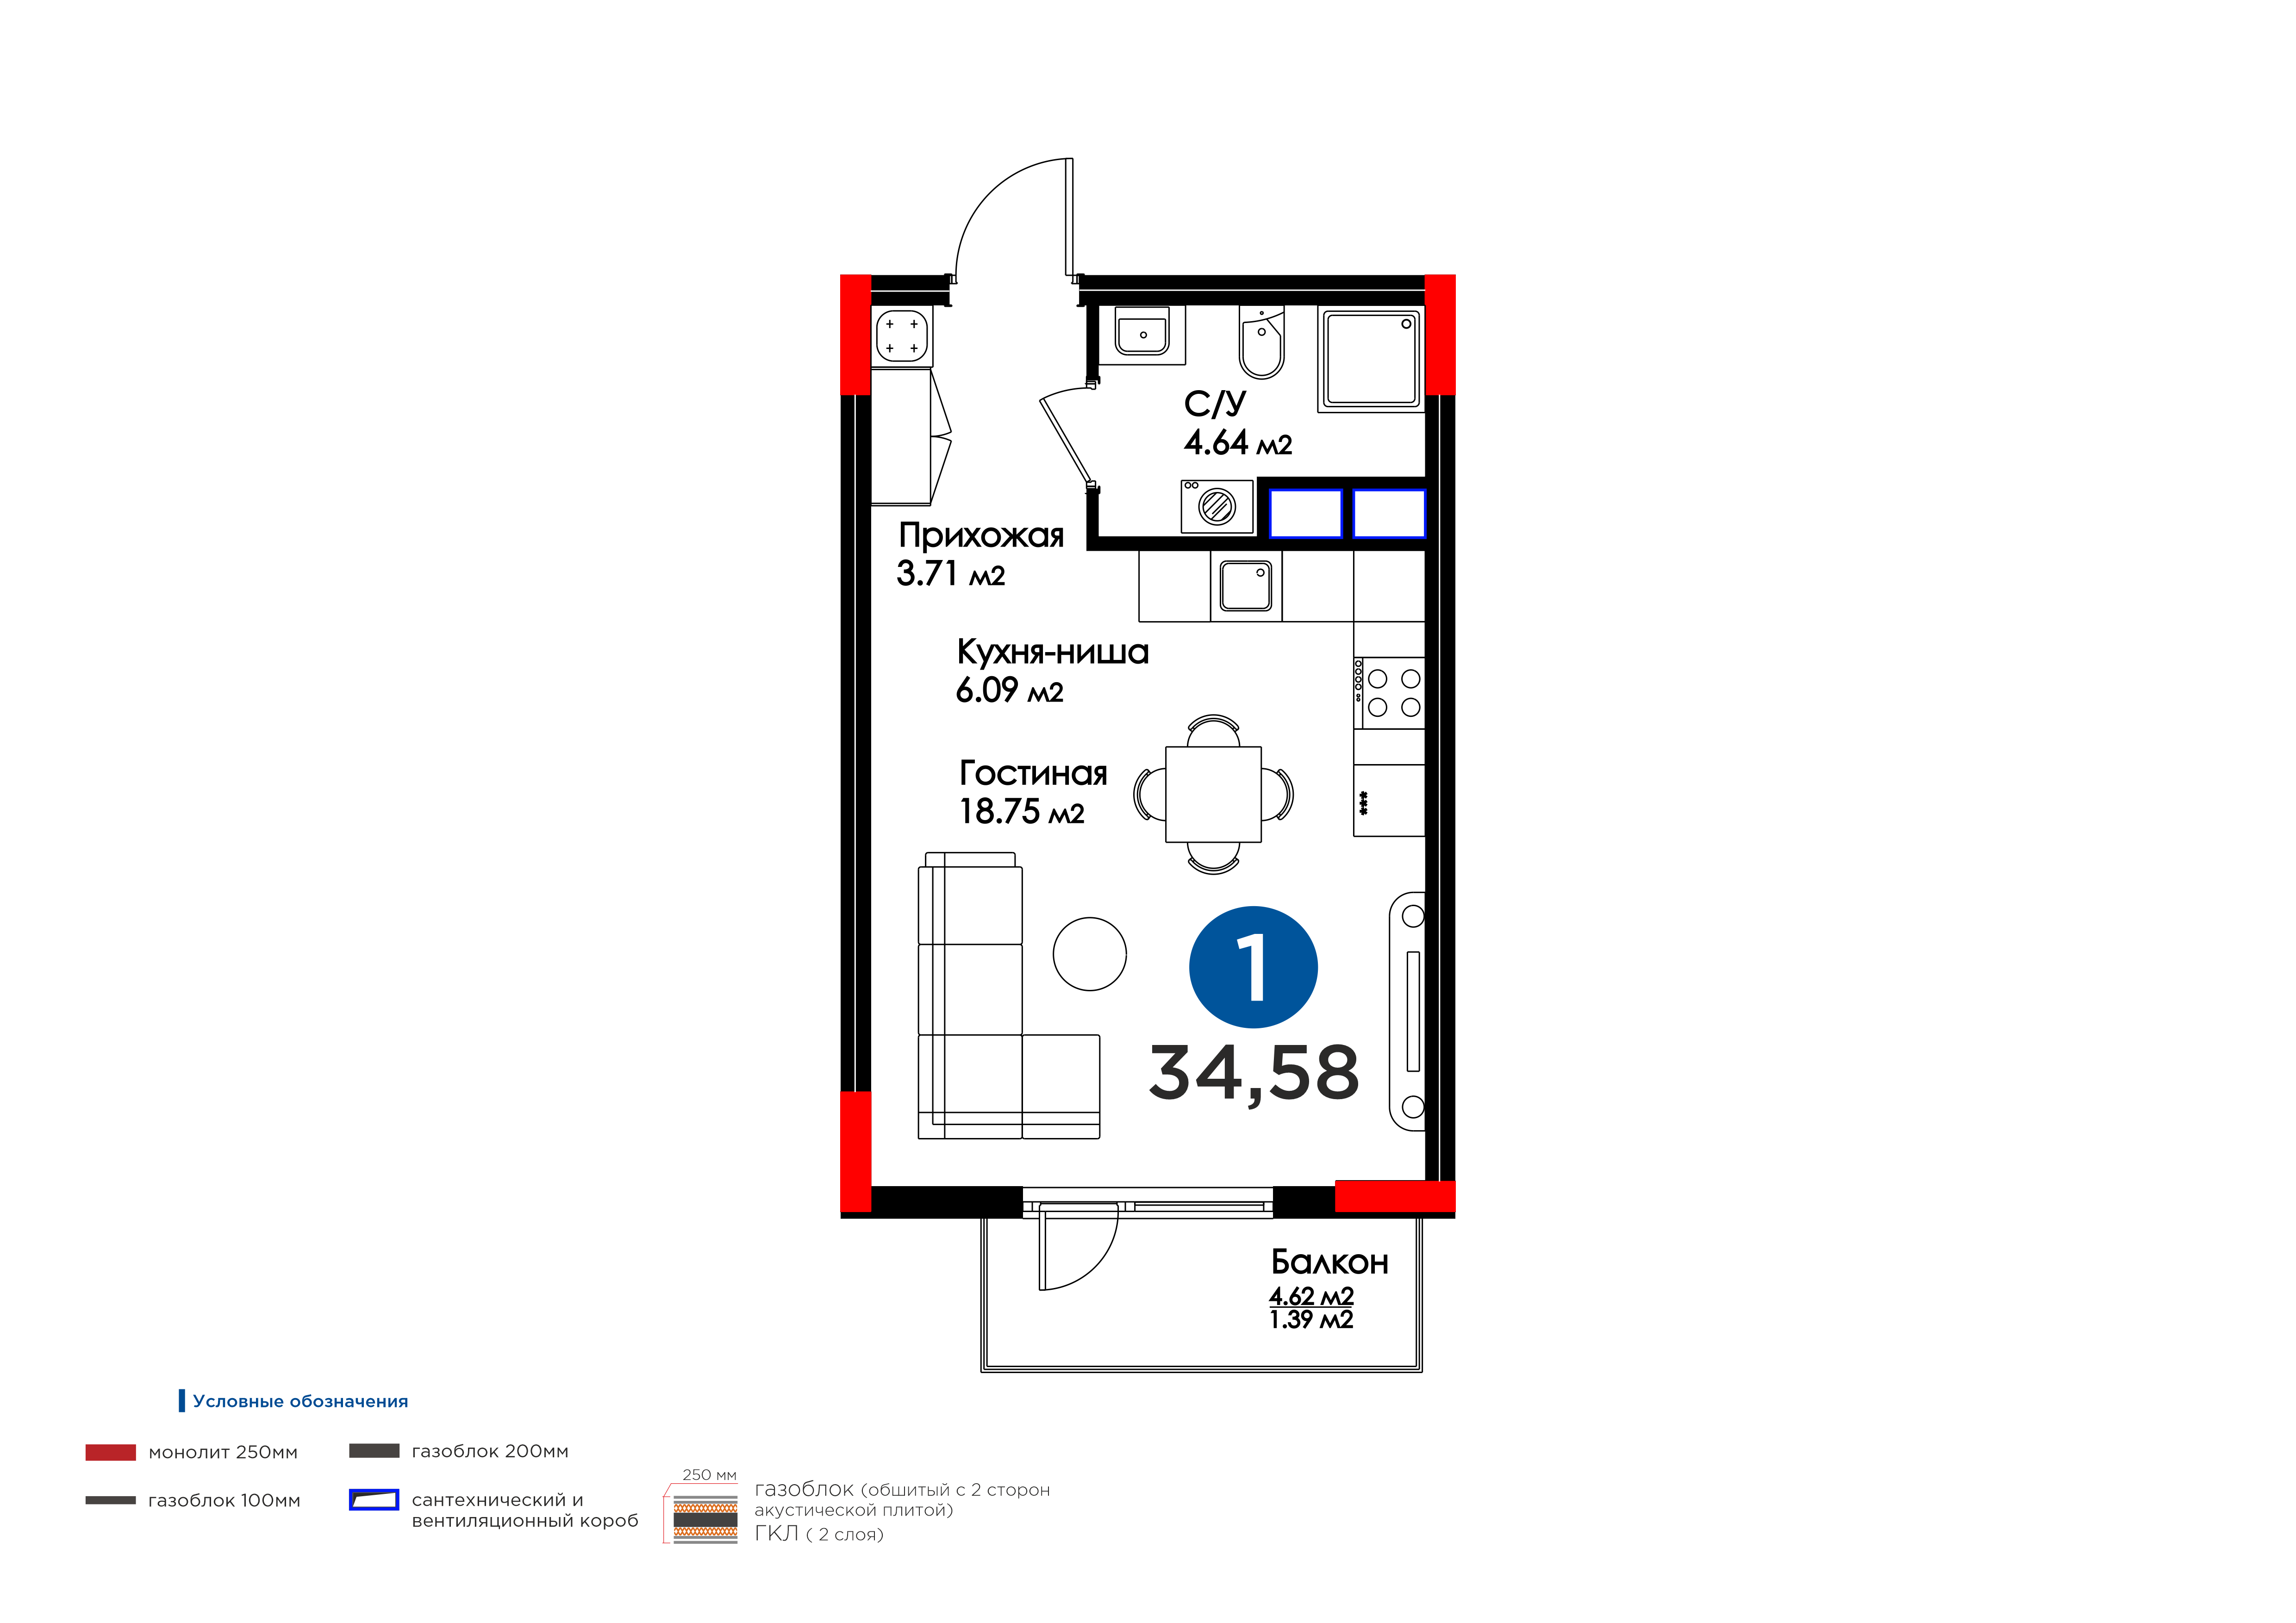 С/У
4.64 м2
Прихожая
3.71 м2
Кухня-ниша
6.09 м2
Гостиная
18.75 м2
1
34,58
Балкон
4.62 м2
1.39 м2
Условные обозначения
монолит 250мм
газоблок 200мм
газоблок 100мм
сантехнический и
вентиляционный короб
250 мм
газоблок (обшитый с 2 сторон
акустической плитой)
ГКЛ ( 2 слоя)